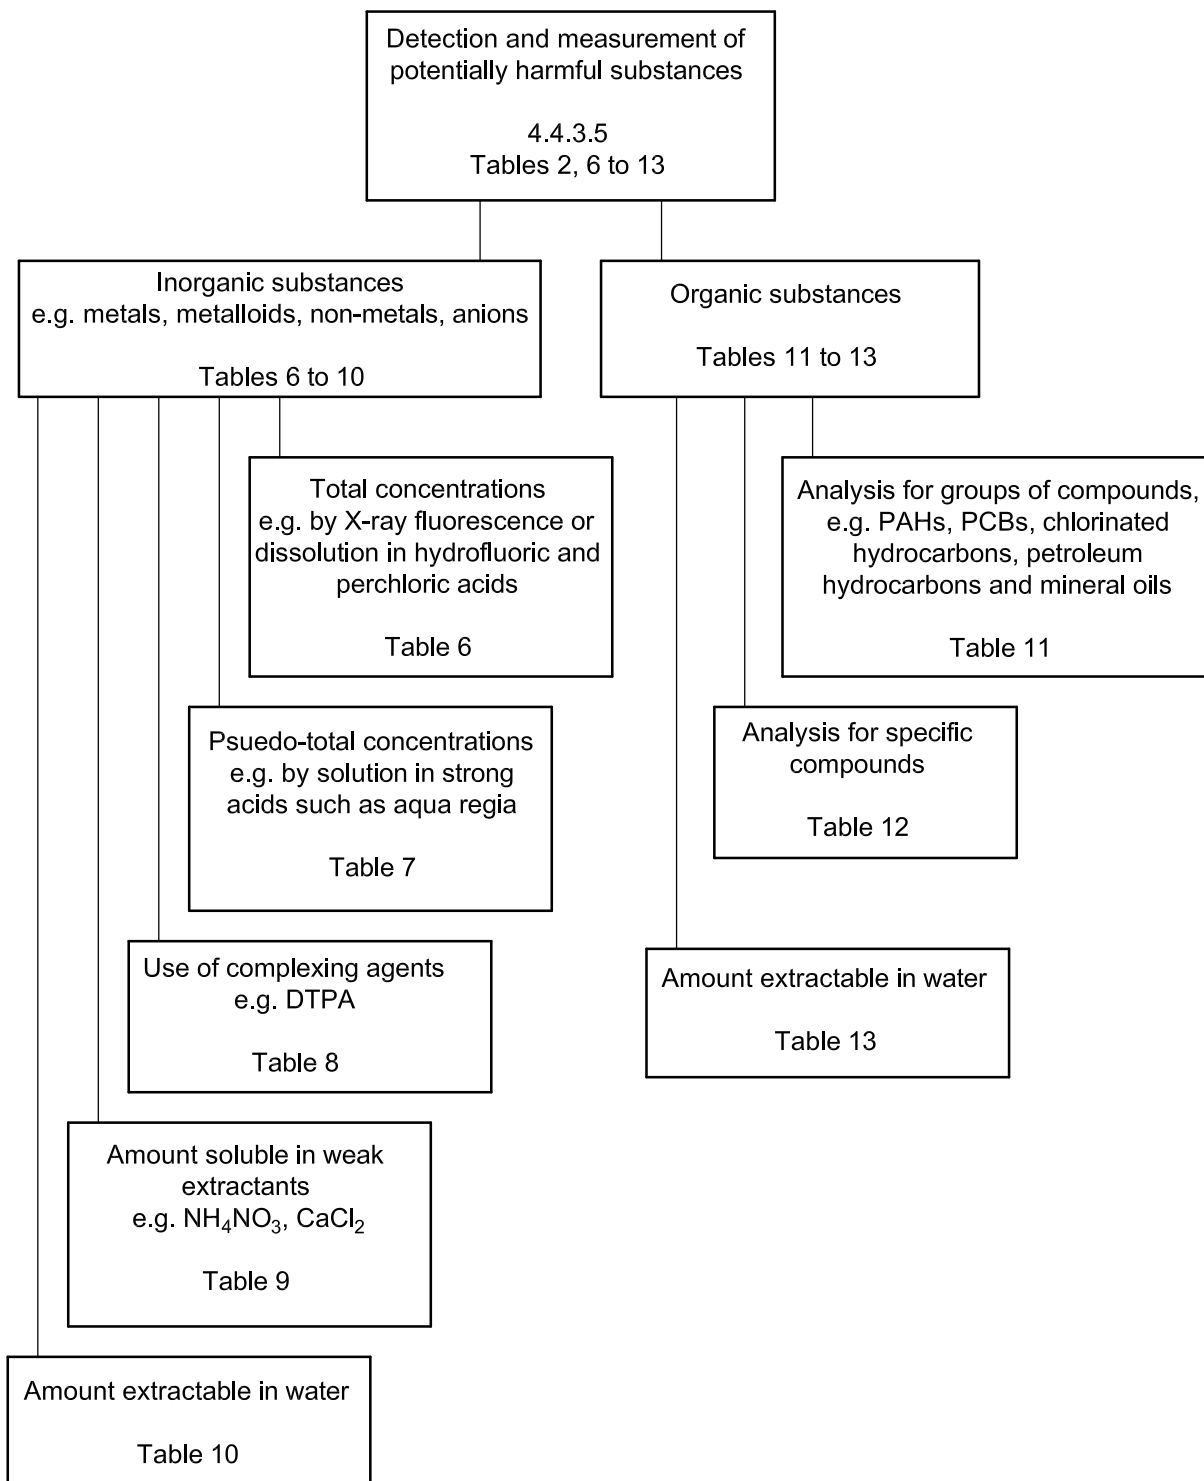 Detection and measurement of
potentially harmful substances
4.4.3.5
Tables 2, 6 to 13
Inorganic substances
e.g. metals, metalloids, non-metals, anions
Tables 6 to 10
Organic substances
Tables 11 to 13
Total concentrations
e.g. by X-ray fluorescence or
dissolution in hydrofluoric and
perchloric acids
Table 6
Analysis for groups of compounds,
e.g. PAHs, PCBs, chlorinated
hydrocarbons, petroleum
hydrocarbons and mineral oils
Table 11
Psuedo-total concentrations
e.g. by solution in strong
acids such as aqua regia
Table 7
Analysis for specific
compounds
Table 12
Use of complexing agents
e.g. DTPA
Table 8
Amount extractable in water
Table 13
Amount soluble in weak
extractants
e.g. NH₄NO₃, CaCl₂
Table 9
Amount extractable in water
Table 10